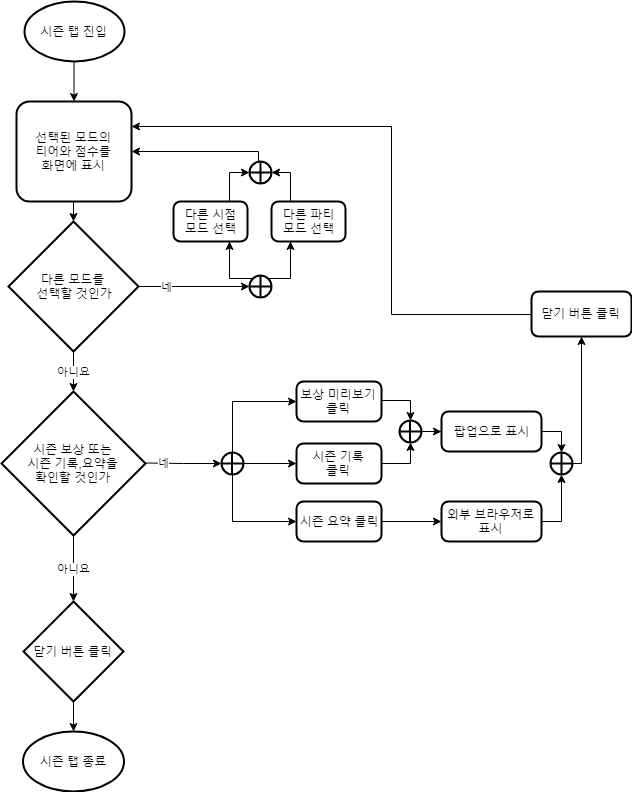 시즌 탭 진입
선택된 모드의
티어와 점수를
화면에 표시
다른 시점
모드 선택
다른 파티
모드 선택
다른 모드를
선택할 것인가
네
닫기 버튼 클릭
아니요
보상 미리보기
클릭
팝업으로 표시
시즌 보상 또는
시즌 기록,요약을
확인할 것인가
네
시즌 기록
클릭
시즌 요약 클릭
외부 브라우저로
표시
아니요
닫기 버튼 클릭
시즌 탭 종료